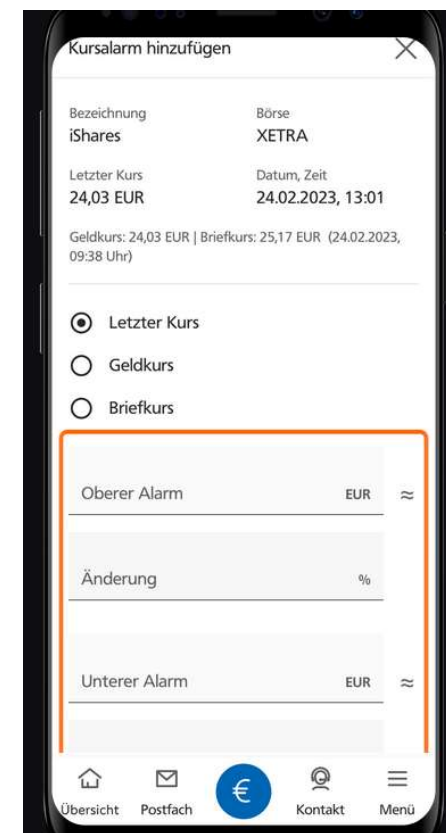 Kursalarm hinzufügen
Bezeichnung Börse
iShares XETRA
Letzter Kurs Datum, Zeit
24,03 EUR 24.02.2023, 13:01
Geldkurs: 24,03 EUR | Briefkurs: 25,17 EUR (24.02.2023,
09:38 Uhr)
Letzter Kurs
Geldkurs
Briefkurs
Oberer Alarm EUR ≈
Änderung %
Unterer Alarm EUR ≈
€
Übersicht Postfach Kontakt Menü